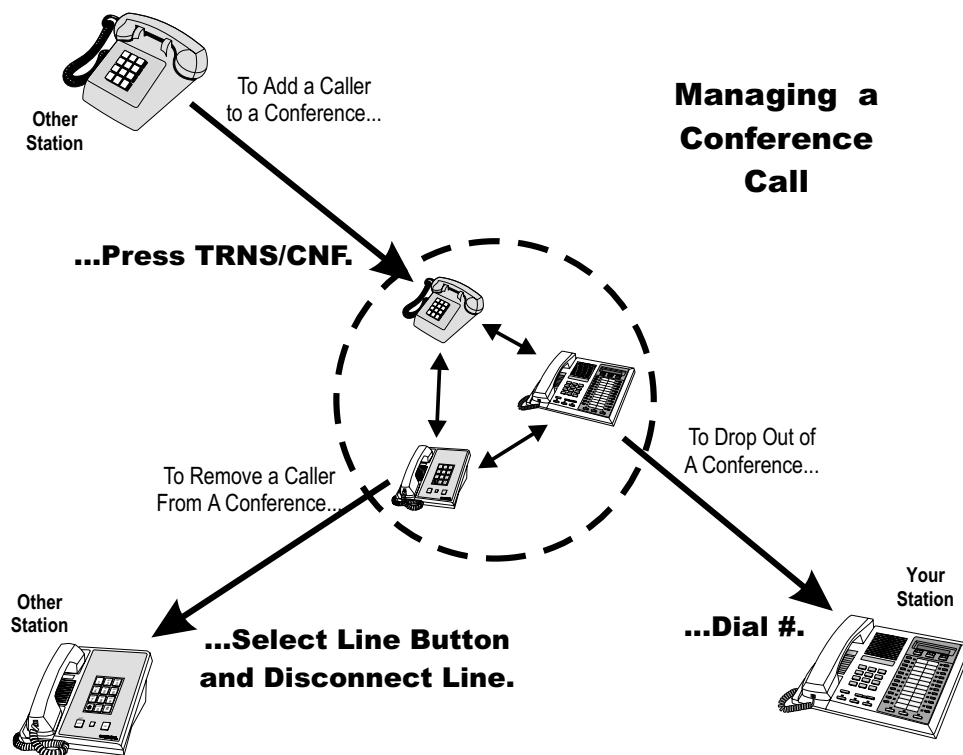 To Add a Caller
to a Conference...
Managing a
Conference
Call
Other
Station
...Press TRNS/CNF.
To Drop Out of
A Conference...
To Remove a Caller
From A Conference...
Your
Station
Other
Station
...Dial #.
...Select Line Button
and Disconnect Line.